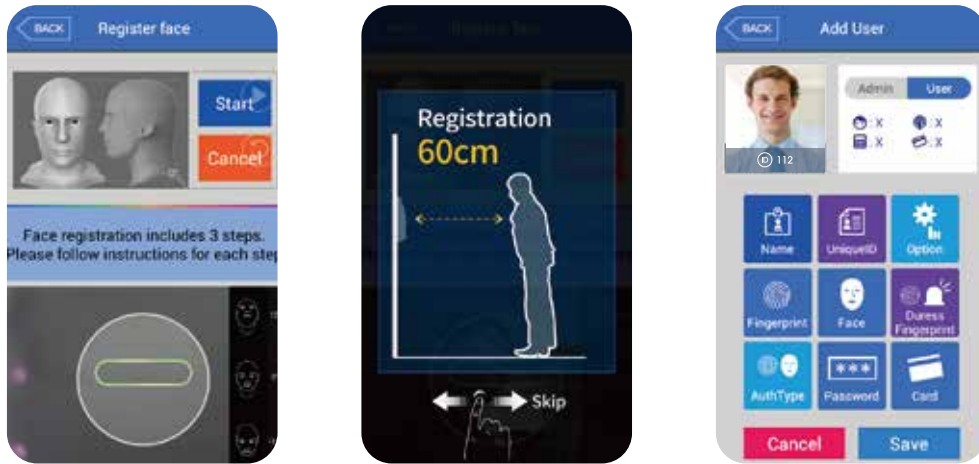 BACK
Register face
Start
Cancel
Face registration includes 3 steps.
Please follow instructions for each step
Registration
60cm
Skip
BACK
Add User
Admin
User
: X
: X
: X
: X
ID 112
Name
UniqueID
Option
Fingerprint
Face
Duress
Fingerprint
AuthType
Password
Card
Cancel
Save